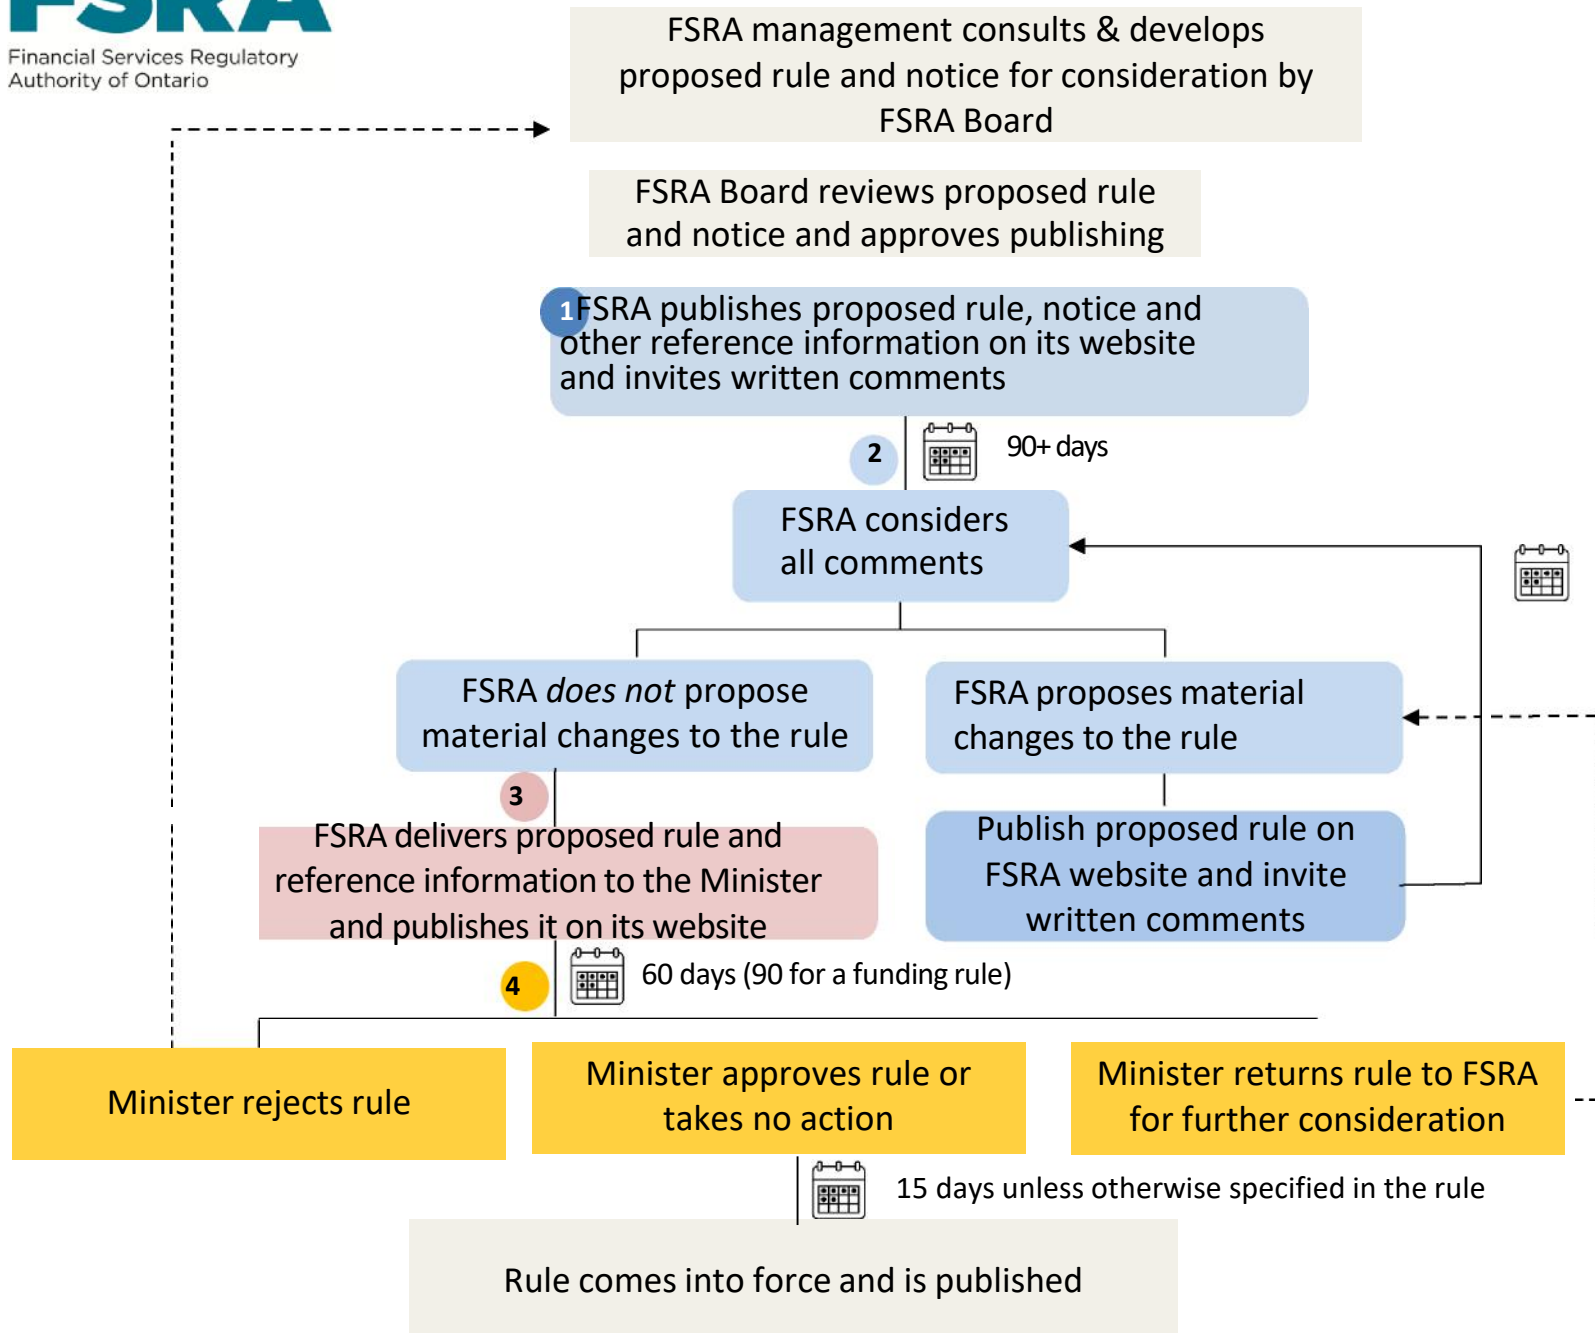 FSRA
Financial Services Regulatory
Authority of Ontario
FSRA management consults & develops
proposed rule and notice for consideration by
FSRA Board
FSRA Board reviews proposed rule
and notice and approves publishing
1
FSRA publishes proposed rule, notice and
other reference information on its website
and invites written comments
2
90+ days
FSRA considers
all comments
FSRA does not propose
material changes to the rule
FSRA proposes material
changes to the rule
3
FSRA delivers proposed rule and
reference information to the Minister
and publishes it on its website
Publish proposed rule on
FSRA website and invite
written comments
4
60 days (90 for a funding rule)
Minister rejects rule
Minister approves rule or
takes no action
Minister returns rule to FSRA
for further consideration
15 days unless otherwise specified in the rule
Rule comes into force and is published